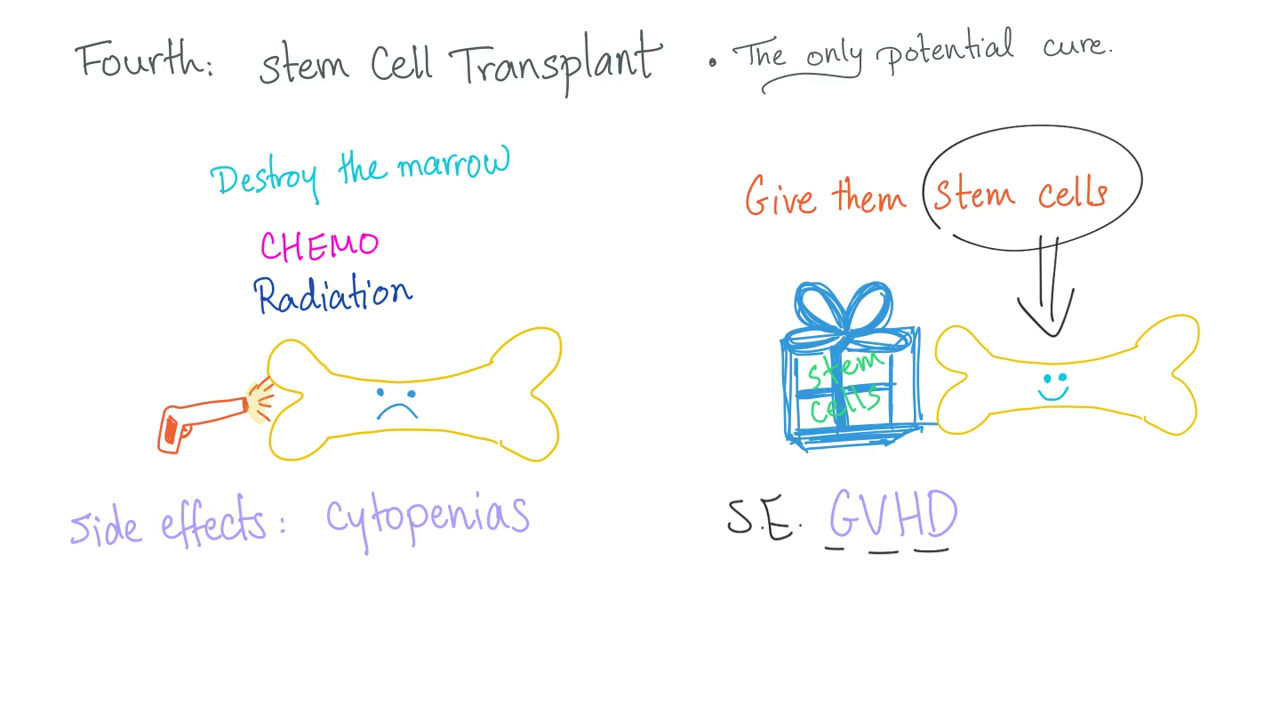 Fourth: Stem Cell Transplant
• The only potential cure.
Destroy the marrow
CHEMO
Radiation
Give them stem cells
stem
cells
Side effects: Cytopenias
S.E. GVHD